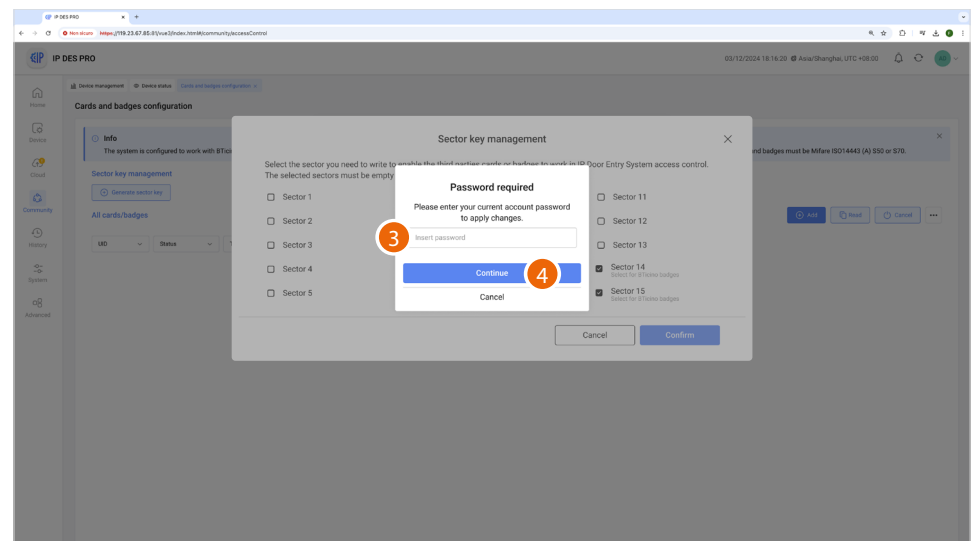 IP DES PRO
Non sicuro https://119.23.67.85:81/vue3/index.html#/community/accessControl
IP DES PRO
03/12/2024 18:16:20 Asia/Shanghai, UTC +08:00
Device management Device status Cards and badges configuration ×
Home
Cards and badges configuration
Device
Cloud
Community
History
System
Advanced
Info
The system is configured to work with BTici
nd badges must be Mifare ISO14443 (A) S50 or S70.
Sector key management
Generate sector key
All cards/badges
Add Read Cancel
UID Status T
Sector key management
Select the sector you need to write to enable the third parties cards or badges to work in IP Door Entry System access control.
The selected sectors must be empty
Sector 1
Sector 2
Sector 3
Sector 4
Sector 5
Sector 11
Sector 12
Sector 13
Sector 14
Select for BTicino badges
Sector 15
Select for BTicino badges
Cancel Confirm
Password required
Please enter your current account password
to apply changes.
3 Insert password
Continue 4
Cancel